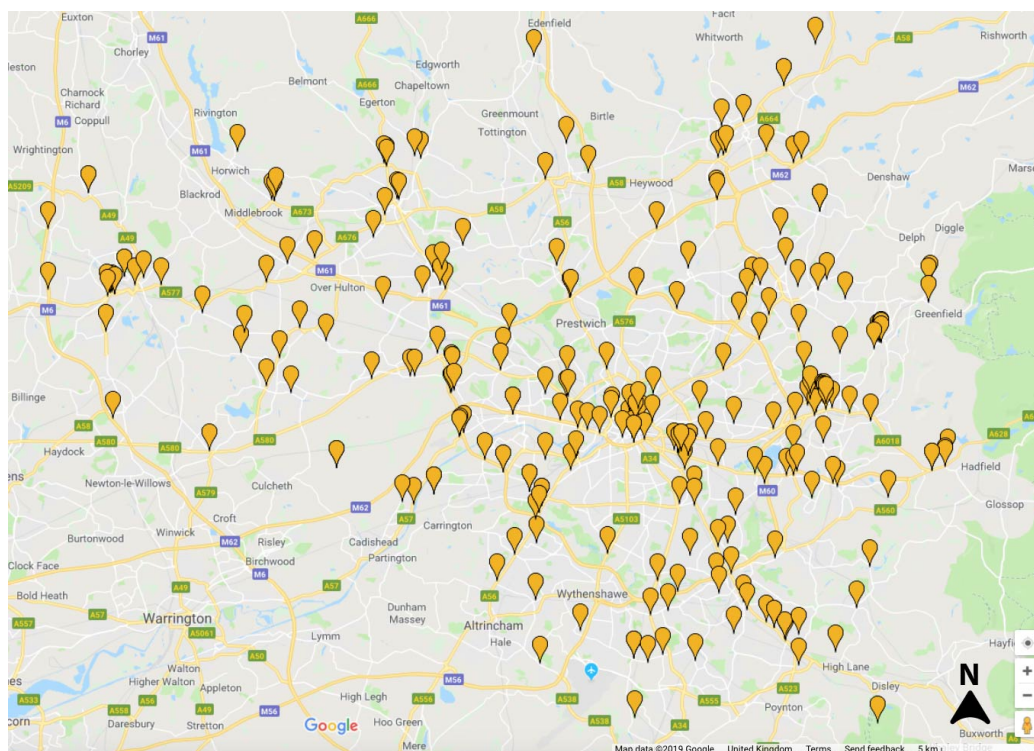 Euxton
Chorley
M61
A666
Edenfield
Facit
Whitworth
A58
Rishworth
Edgworth
Belmont
Chapeltown
A666
Egerton
Charnock
Richard
Coppull
M6
Rivington
M62
Greenmount
Tottington
Birtle
A664
Wrightington
M61
Horwich
M62
Denshaw
A5209
Blackrod
A58
Heywood
A49
Middlebrook
A673
A58
A56
Delph
Diggle
A49
A676
M61
Over Hulton
A577
M6
M61
Greenfield
Prestwich
A576
Billinge
A58
A580
A580
A580
A34
A6018
A628
Haydock
Hadfield
Newton-le-Willows
A579
Culcheth
M60
Glossop
M62
A57
A560
Croft
Carrington
A5103
Burtonwood
Winwick
Risley
Cadishead
M62
Birchwood
Partington
Clock Face
M6
A57
Bold Heath
A49
A57
A56
Wythenshawe
Dunham
Massey
A557
Warrington
Altrincham
A5061
Lymm
Hale
Walton
A50
High Lane
Higher Walton
Appleton
M56
N
A533
A56
High Legh
A556
A538
A523
Disley
A558
A49
A555
Poynton
Daresbury
Stretton
M56
Google
Hoo Green
A538
A34
Buxworth
Mere
Map data ©2019 Google United Kingdom Terms Send feedback 5 km